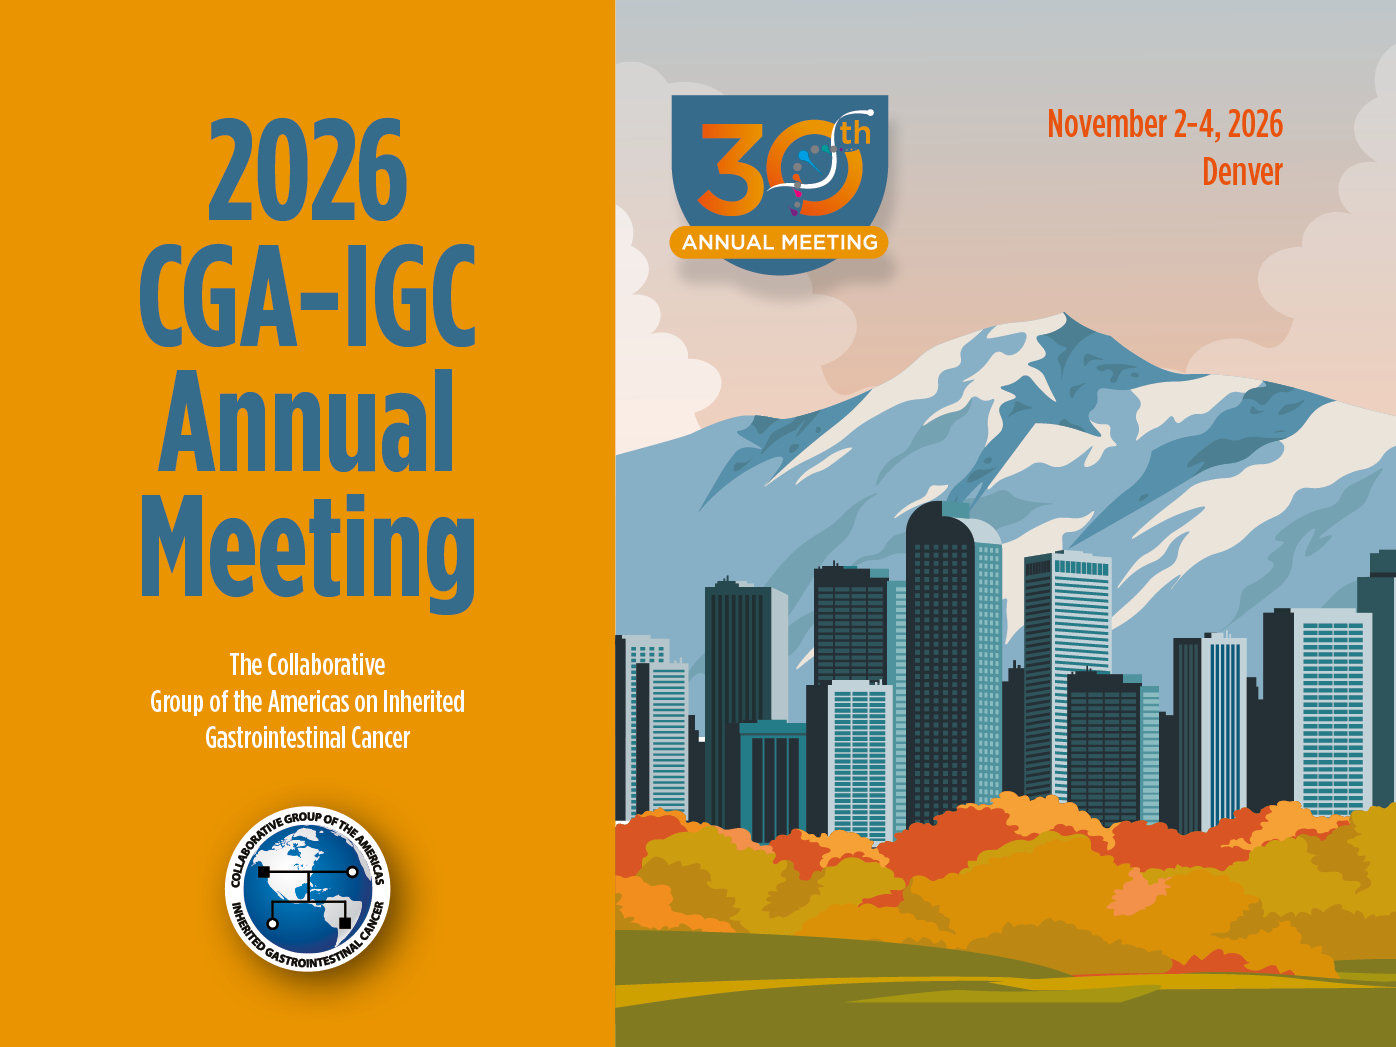 2026
CGA–IGC
Annual
Meeting
The Collaborative
Group of the Americas on Inherited
Gastrointestinal Cancer
COLLABORATIVE GROUP OF THE AMERICAS
INHERITED GASTROINTESTINAL CANCER
30th
ANNUAL MEETING
November 2-4, 2026
Denver